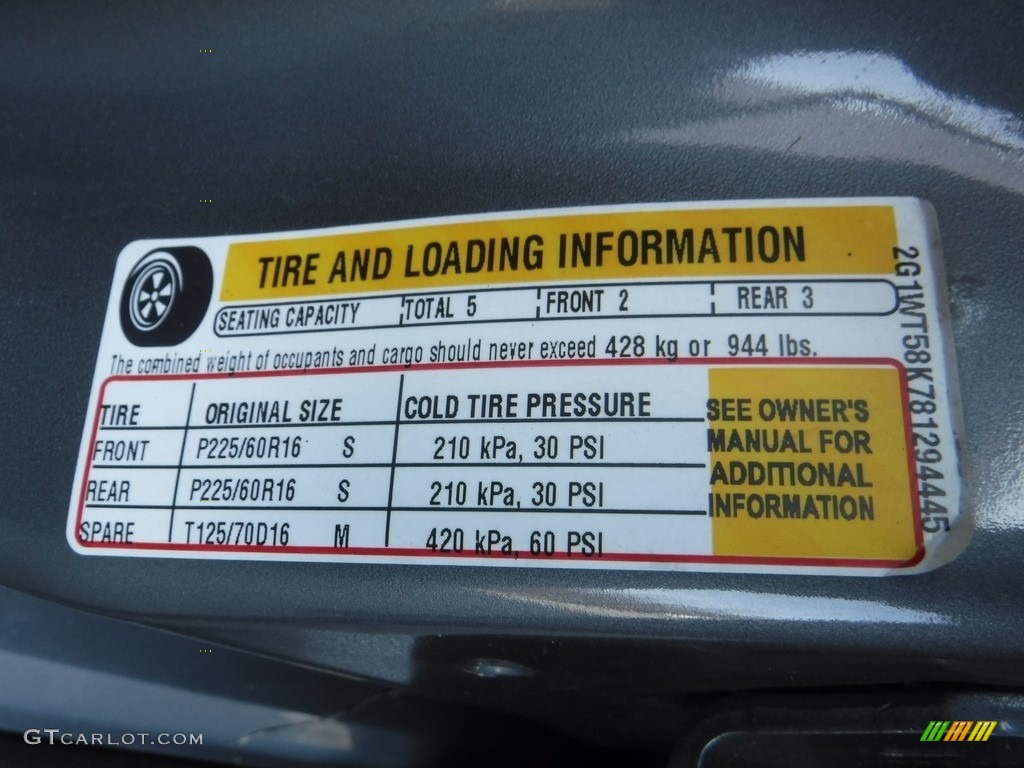 TIRE AND LOADING INFORMATION
SEATING CAPACITY TOTAL 5 FRONT 2 REAR 3
The combined weight of occupants and cargo should never exceed 428 kg or 944 lbs.
TIRE ORIGINAL SIZE COLD TIRE PRESSURE
FRONT P225/60R16 S 210 kPa, 30 PSI
REAR P225/60R16 S 210 kPa, 30 PSI
SPARE T125/70D16 M 420 kPa, 60 PSI
SEE OWNER'S
MANUAL FOR
ADDITIONAL
INFORMATION
2G1WT58K781294445
GTCARLOT.COM